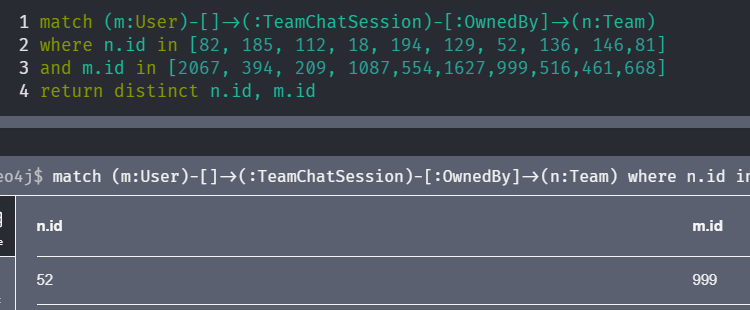 1 match (m:User)-[]->(:TeamChatSession)-[:OwnedBy]->(n:Team)
2 where n.id in [82, 185, 112, 18, 194, 129, 52, 136, 146,81]
3 and m.id in [2067, 394, 209, 1087,554,1627,999,516,461,668]
4 return distinct n.id, m.id
eo4j$ match (m:User)-[]->(:TeamChatSession)-[:OwnedBy]->(n:Team) where n.id in
n.id m.id
52 999